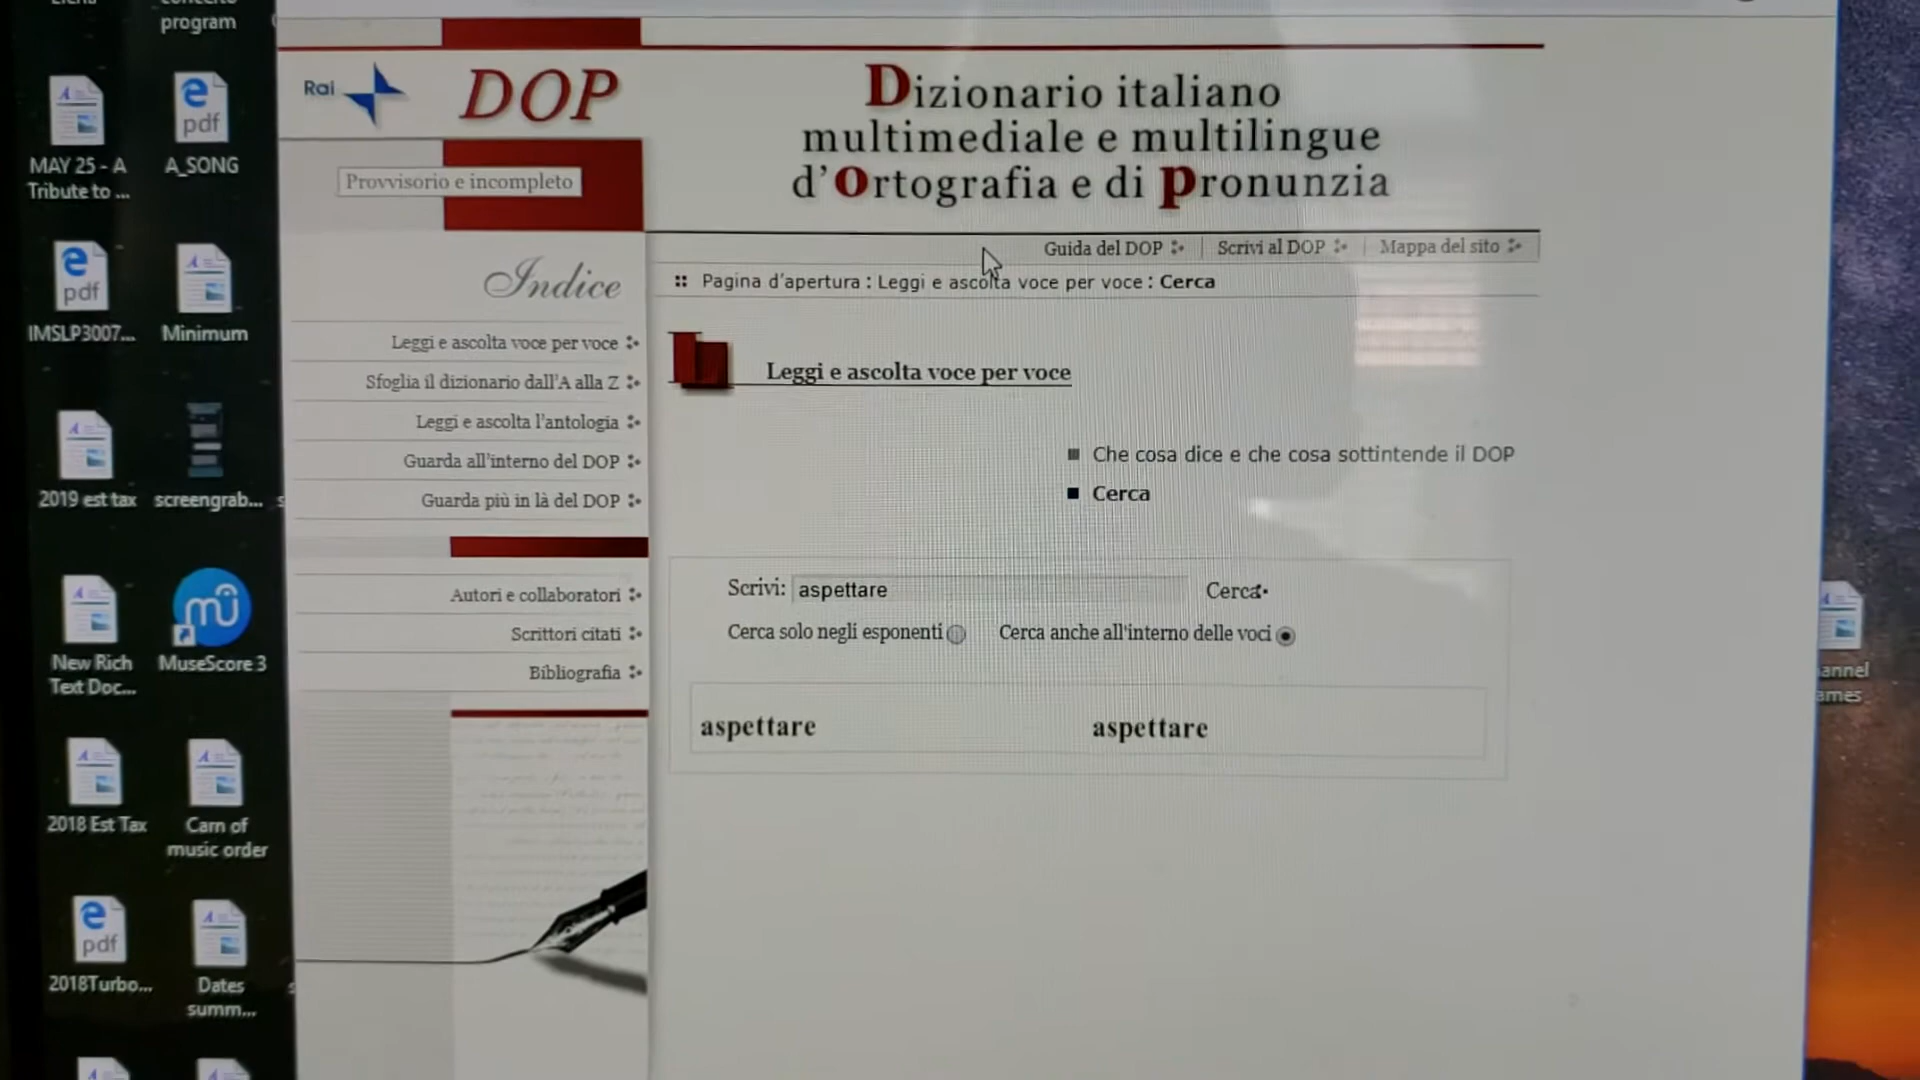 program
MAY 25 - A
Tribute to ...
pdf
A_SONG
pdf
IMSLP3007...
Minimum
2019 est tax
screengrab...
New Rich
Text Doc...
MuseScore 3
2018 Est Tax
Carn of
music order
pdf
2018Turbo...
Dates
summ...
Rai
DOP
Provvisorio e incompleto
Dizionario italiano
multimediale e multilingue
d'Ortografia e di Pronunzia
Guida del DOP
Scrivi al DOP
Mappa del sito
Pagina d'apertura : Leggi e ascolta voce per voce : Cerca
Indice
Leggi e ascolta voce per voce
Sfoglia il dizionario dall'A alla Z
Leggi e ascolta l'antologia
Guarda all'interno del DOP
Guarda più in là del DOP
Autori e collaboratori
Scrittori citati
Bibliografia
Leggi e ascolta voce per voce
Che cosa dice e che cosa sottintende il DOP
Cerca
Scrivi: aspettare
Cerca
Cerca solo negli esponenti
Cerca anche all'interno delle voci
aspettare
aspettare
annel
ames